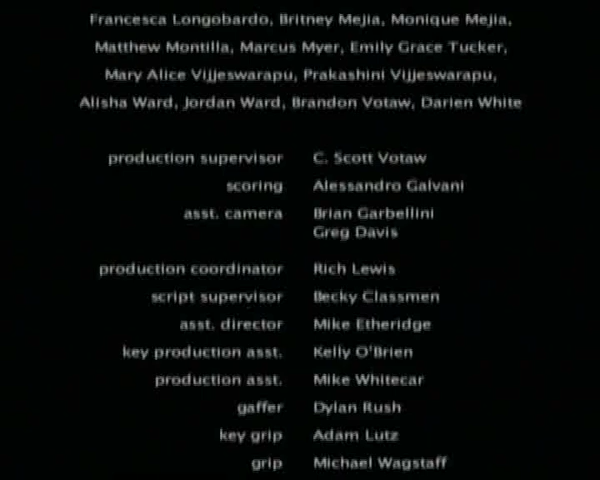 Francesca Longobardo, Britney Mejia, Monique Mejia,
Matthew Montilla, Marcus Myer, Emily Grace Tucker,
Mary Alice Vijjeswarapu, Prakashini Vijjeswarapu,
Alisha Ward, Jordan Ward, Brandon Votaw, Darien White
production supervisor C. Scott Votaw
scoring Alessandro Galvani
asst. camera Brian Garbellini
Greg Davis
production coordinator Rich Lewis
script supervisor Becky Classmen
asst. director Mike Etheridge
key production asst. Kelly O'Brien
production asst. Mike Whitecar
gaffer Dylan Rush
key grip Adam Lutz
grip Michael Wagstaff